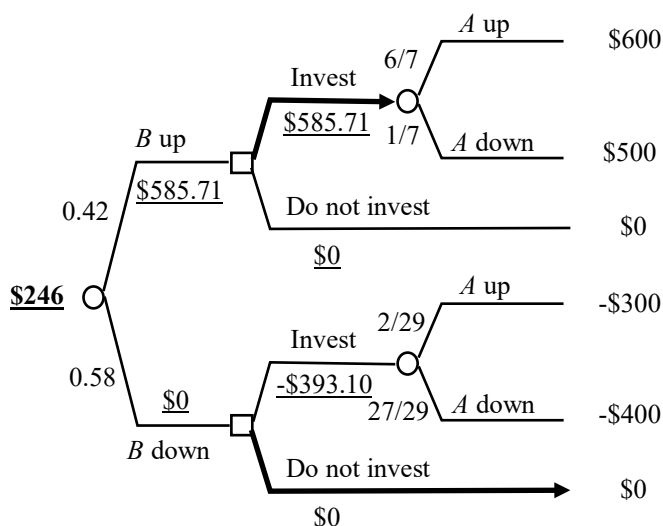 A up
$600
6/7
Invest
$585.71
1/7
B up
A down
$500
$585.71
Do not invest
0.42
$0
$0
$246
A up
-$300
2/29
Invest
0.58
-$393.10
$0
27/29
A down
-$400
B down
Do not invest
$0
$0